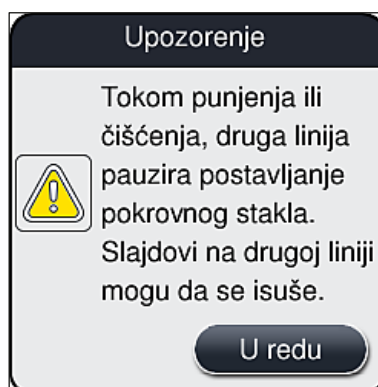 Upozorenje
Tokom punjenja ili
čišćenja, druga linija
pauzira postavljanje
pokrovnog stakla.
Slajdovi na drugoj liniji
mogu da se isuše.
U redu